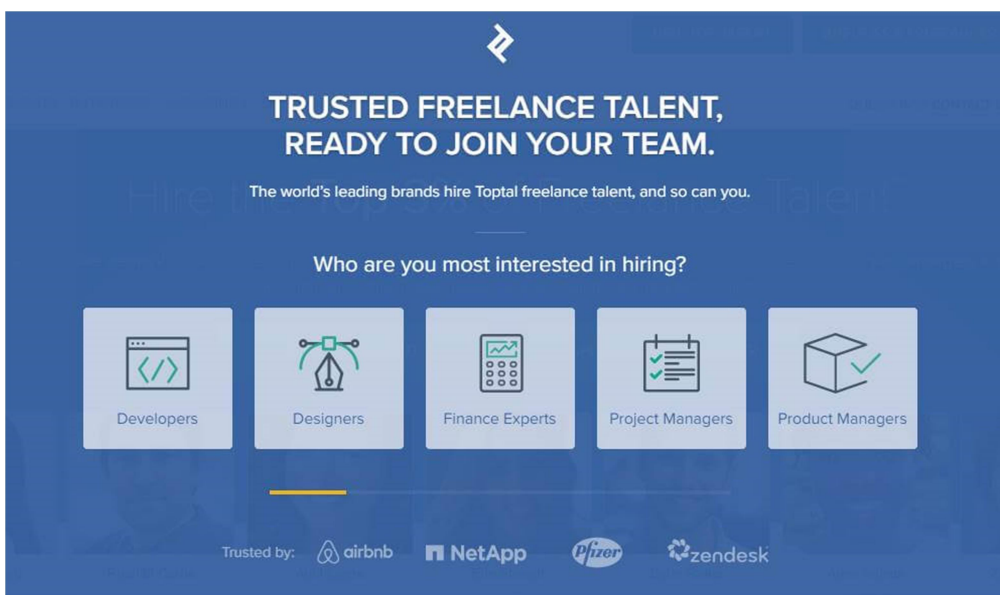 TRUSTED FREELANCE TALENT,
READY TO JOIN YOUR TEAM.
The world's leading brands hire Toptal freelance talent, and so can you.
Who are you most interested in hiring?
Developers
Designers
Finance Experts
Project Managers
Product Managers
Trusted by: airbnb NetApp Pfizer zendesk